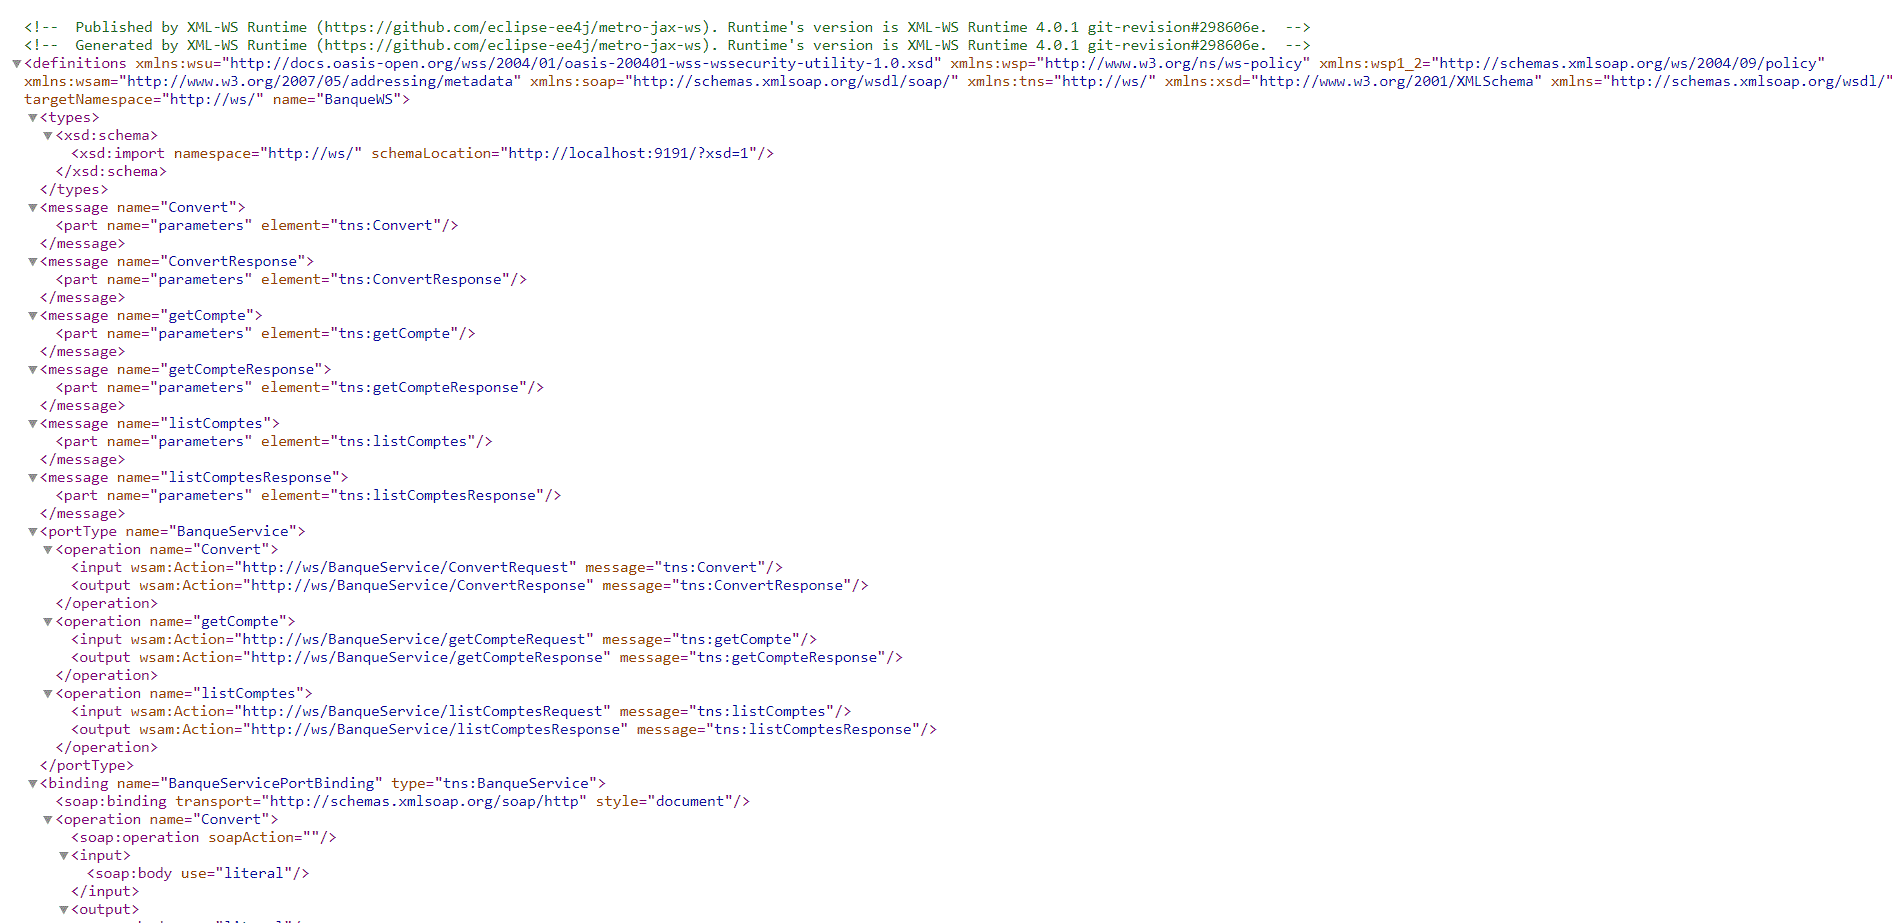 <!--  Published by XML-WS Runtime (https://github.com/eclipse-ee4j/metro-jax-ws). Runtime's version is XML-WS Runtime 4.0.1 git-revision#298606e.  -->
<!--  Generated by XML-WS Runtime (https://github.com/eclipse-ee4j/metro-jax-ws). Runtime's version is XML-WS Runtime 4.0.1 git-revision#298606e.  -->
▼<definitions xmlns:wsu="http://docs.oasis-open.org/wss/2004/01/oasis-200401-wss-wssecurity-utility-1.0.xsd" xmlns:wsp="http://www.w3.org/ns/ws-policy" xmlns:wsp1_2="http://schemas.xmlsoap.org/ws/2004/09/policy"
xmlns:wsam="http://www.w3.org/2007/05/addressing/metadata" xmlns:soap="http://schemas.xmlsoap.org/wsdl/soap/" xmlns:tns="http://ws/" xmlns:xsd="http://www.w3.org/2001/XMLSchema" xmlns="http://schemas.xmlsoap.org/wsdl/"
targetNamespace="http://ws/" name="BanqueWS">
▼<types>
▼<xsd:schema>
<xsd:import namespace="http://ws/" schemaLocation="http://localhost:9191/?xsd=1"/>
</xsd:schema>
</types>
▼<message name="Convert">
<part name="parameters" element="tns:Convert"/>
</message>
▼<message name="ConvertResponse">
<part name="parameters" element="tns:ConvertResponse"/>
</message>
▼<message name="getCompte">
<part name="parameters" element="tns:getCompte"/>
</message>
▼<message name="getCompteResponse">
<part name="parameters" element="tns:getCompteResponse"/>
</message>
▼<message name="listComptes">
<part name="parameters" element="tns:listComptes"/>
</message>
▼<message name="listComptesResponse">
<part name="parameters" element="tns:listComptesResponse"/>
</message>
▼<portType name="BanqueService">
▼<operation name="Convert">
<input wsam:Action="http://ws/BanqueService/ConvertRequest" message="tns:Convert"/>
<output wsam:Action="http://ws/BanqueService/ConvertResponse" message="tns:ConvertResponse"/>
</operation>
▼<operation name="getCompte">
<input wsam:Action="http://ws/BanqueService/getCompteRequest" message="tns:getCompte"/>
<output wsam:Action="http://ws/BanqueService/getCompteResponse" message="tns:getCompteResponse"/>
</operation>
▼<operation name="listComptes">
<input wsam:Action="http://ws/BanqueService/listComptesRequest" message="tns:listComptes"/>
<output wsam:Action="http://ws/BanqueService/listComptesResponse" message="tns:listComptesResponse"/>
</operation>
</portType>
▼<binding name="BanqueServicePortBinding" type="tns:BanqueService">
<soap:binding transport="http://schemas.xmlsoap.org/soap/http" style="document"/>
▼<operation name="Convert">
<soap:operation soapAction=""/>
▼<input>
<soap:body use="literal"/>
</input>
▼<output>